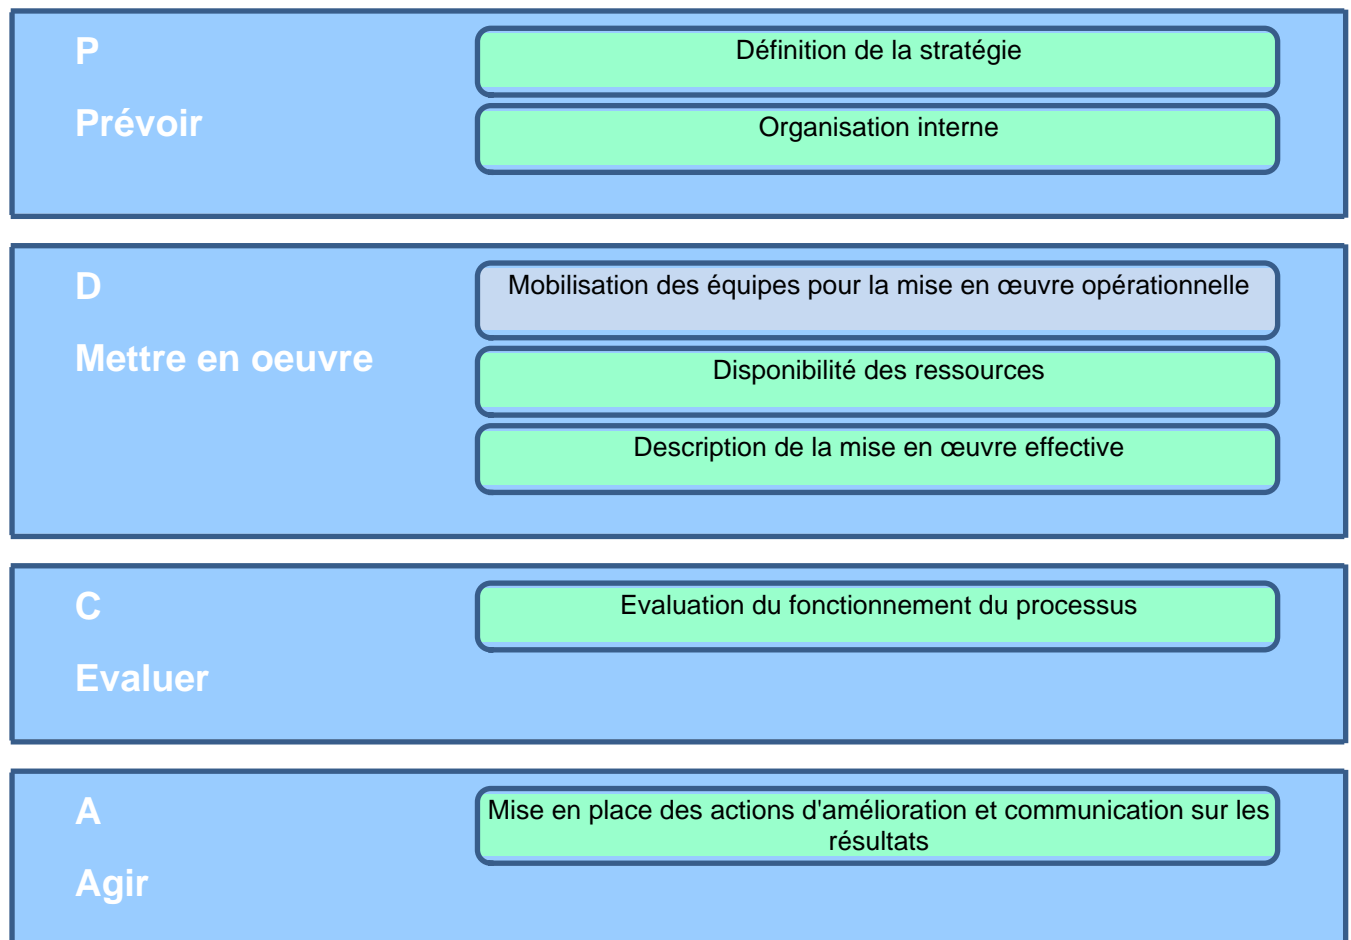 P
Prévoir
Définition de la stratégie
Organisation interne
D
Mettre en oeuvre
Mobilisation des équipes pour la mise en œuvre opérationnelle
Disponibilité des ressources
Description de la mise en œuvre effective
C
Evaluer
Evaluation du fonctionnement du processus
A
Agir
Mise en place des actions d'amélioration et communication sur les
résultats